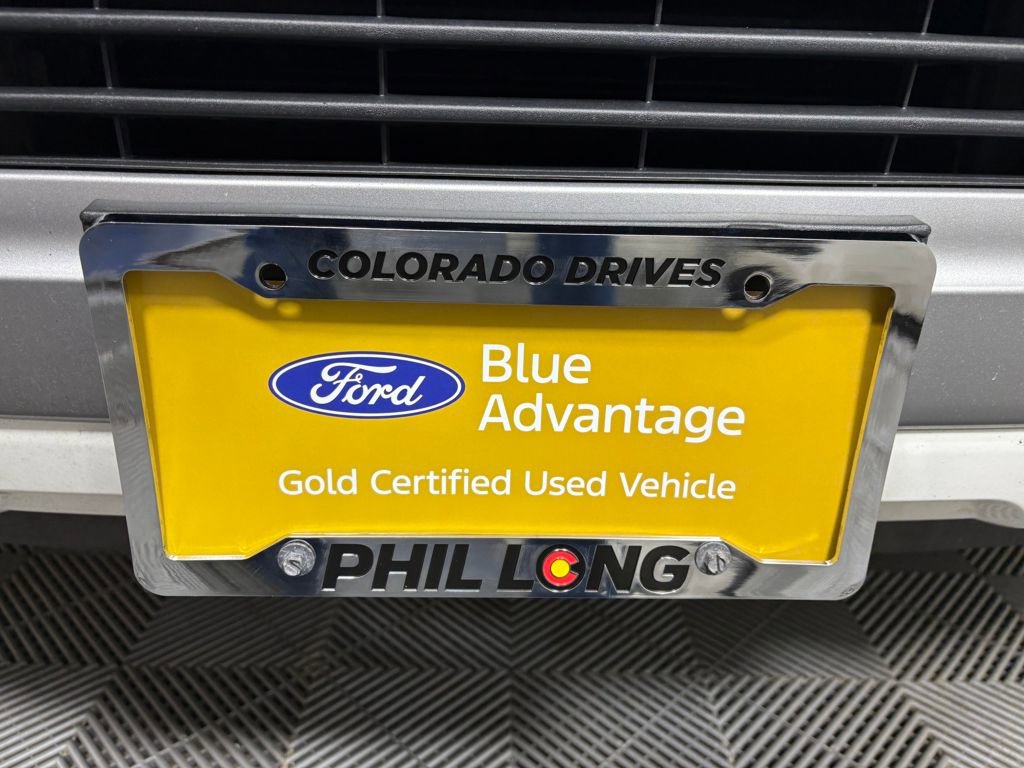 COLORADO DRIVES
Ford
Blue
Advantage
Gold Certified Used Vehicle
PHIL LONG